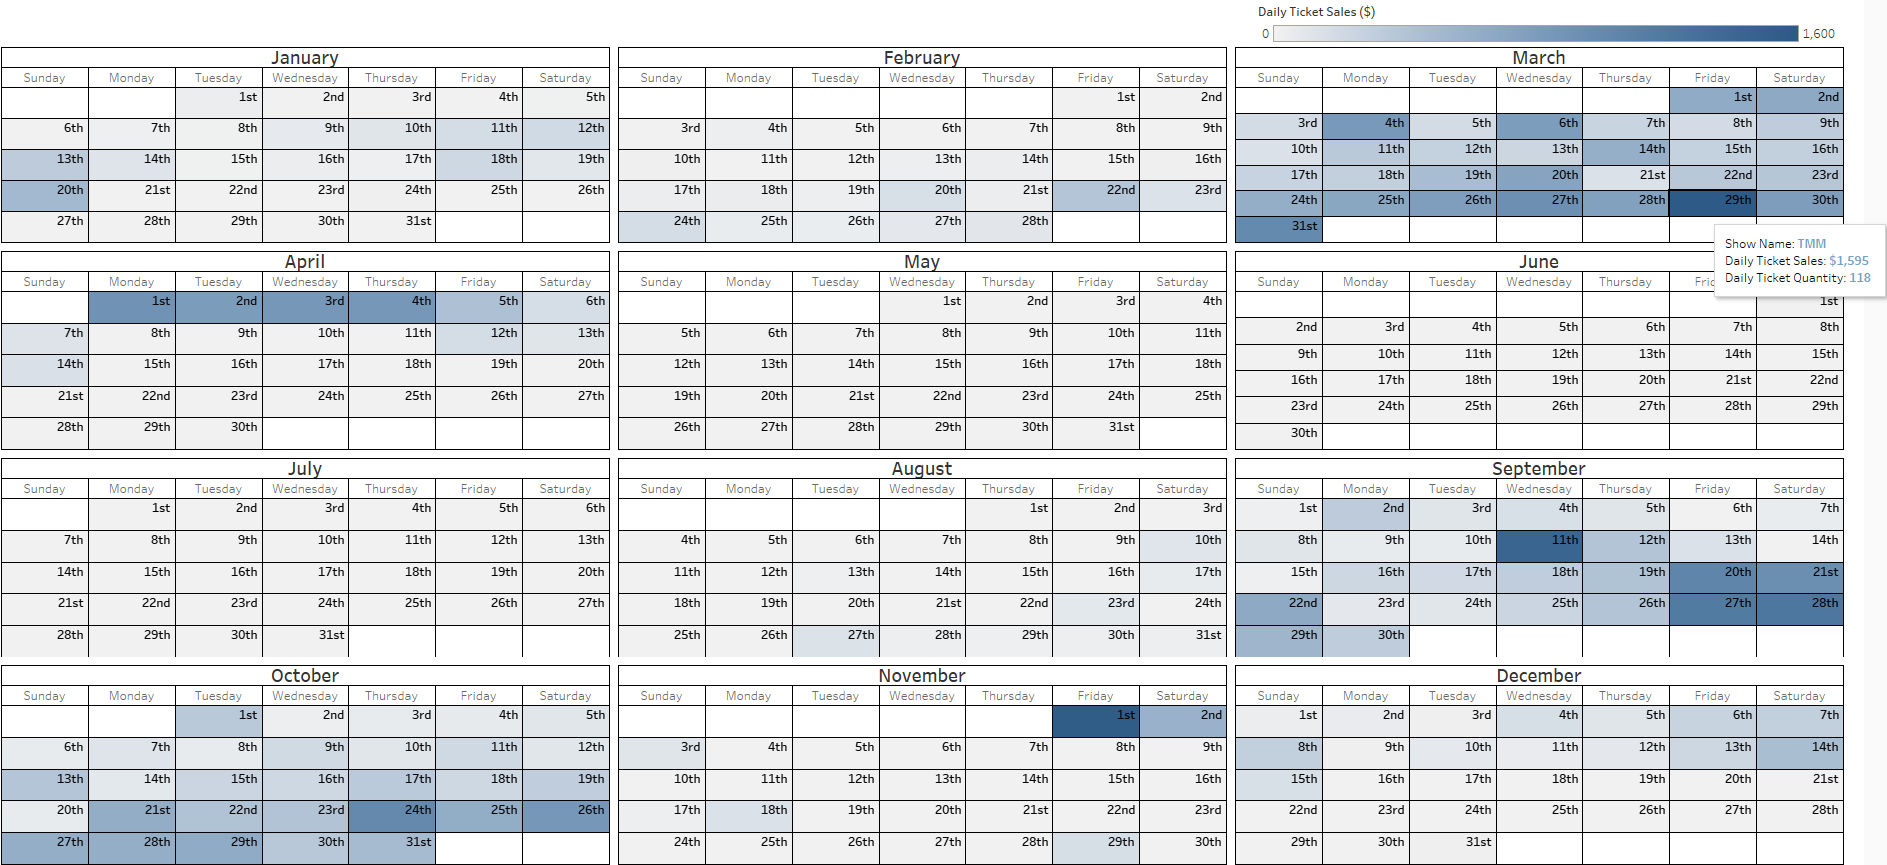 Daily Ticket Sales ($)
0 1,600
January
Sunday Monday Tuesday Wednesday Thursday Friday Saturday
1st 2nd 3rd 4th 5th
6th 7th 8th 9th 10th 11th 12th
13th 14th 15th 16th 17th 18th 19th
20th 21st 22nd 23rd 24th 25th 26th
27th 28th 29th 30th 31st
February
Sunday Monday Tuesday Wednesday Thursday Friday Saturday
1st 2nd
3rd 4th 5th 6th 7th 8th 9th
10th 11th 12th 13th 14th 15th 16th
17th 18th 19th 20th 21st 22nd 23rd
24th 25th 26th 27th 28th
March
Sunday Monday Tuesday Wednesday Thursday Friday Saturday
1st 2nd
3rd 4th 5th 6th 7th 8th 9th
10th 11th 12th 13th 14th 15th 16th
17th 18th 19th 20th 21st 22nd 23rd
24th 25th 26th 27th 28th 29th 30th
31st
Show Name: TMM
Daily Ticket Sales: $1,595
Daily Ticket Quantity: 118
April
Sunday Monday Tuesday Wednesday Thursday Friday Saturday
1st 2nd 3rd 4th 5th 6th
7th 8th 9th 10th 11th 12th 13th
14th 15th 16th 17th 18th 19th 20th
21st 22nd 23rd 24th 25th 26th 27th
28th 29th 30th
May
Sunday Monday Tuesday Wednesday Thursday Friday Saturday
1st 2nd 3rd 4th
5th 6th 7th 8th 9th 10th 11th
12th 13th 14th 15th 16th 17th 18th
19th 20th 21st 22nd 23rd 24th 25th
26th 27th 28th 29th 30th 31st
June
Sunday Monday Tuesday Wednesday Thursday
1st
2nd 3rd 4th 5th 6th 7th 8th
9th 10th 11th 12th 13th 14th 15th
16th 17th 18th 19th 20th 21st 22nd
23rd 24th 25th 26th 27th 28th 29th
30th
July
Sunday Monday Tuesday Wednesday Thursday Friday Saturday
1st 2nd 3rd 4th 5th 6th
7th 8th 9th 10th 11th 12th 13th
14th 15th 16th 17th 18th 19th 20th
21st 22nd 23rd 24th 25th 26th 27th
28th 29th 30th 31st
August
Sunday Monday Tuesday Wednesday Thursday Friday Saturday
1st 2nd 3rd
4th 5th 6th 7th 8th 9th 10th
11th 12th 13th 14th 15th 16th 17th
18th 19th 20th 21st 22nd 23rd 24th
25th 26th 27th 28th 29th 30th 31st
September
Sunday Monday Tuesday Wednesday Thursday Friday Saturday
1st 2nd 3rd 4th 5th 6th 7th
8th 9th 10th 11th 12th 13th 14th
15th 16th 17th 18th 19th 20th 21st
22nd 23rd 24th 25th 26th 27th 28th
29th 30th
October
Sunday Monday Tuesday Wednesday Thursday Friday Saturday
1st 2nd 3rd 4th 5th
6th 7th 8th 9th 10th 11th 12th
13th 14th 15th 16th 17th 18th 19th
20th 21st 22nd 23rd 24th 25th 26th
27th 28th 29th 30th 31st
November
Sunday Monday Tuesday Wednesday Thursday Friday Saturday
1st 2nd
3rd 4th 5th 6th 7th 8th 9th
10th 11th 12th 13th 14th 15th 16th
17th 18th 19th 20th 21st 22nd 23rd
24th 25th 26th 27th 28th 29th 30th
December
Sunday Monday Tuesday Wednesday Thursday Friday Saturday
1st 2nd 3rd 4th 5th 6th 7th
8th 9th 10th 11th 12th 13th 14th
15th 16th 17th 18th 19th 20th 21st
22nd 23rd 24th 25th 26th 27th 28th
29th 30th 31st